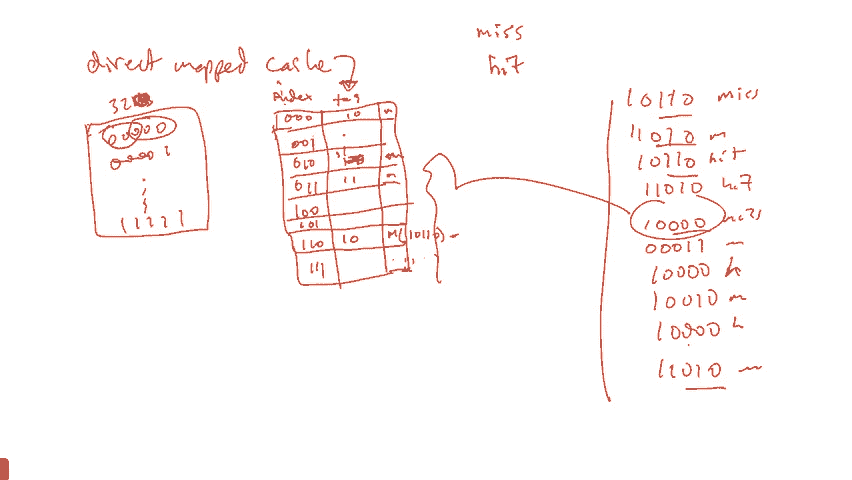 miss
hit
direct mapped cache
32
00000
00001
11111
index tag
000 10 m
001
010 11 m
011 11 m
100
101
110 10 M(10110)
111
10110 miss
11010 m
10110 hit
11010 hit
10000 miss
00011 m
10000 h
10010 m
10000 h
11010 m